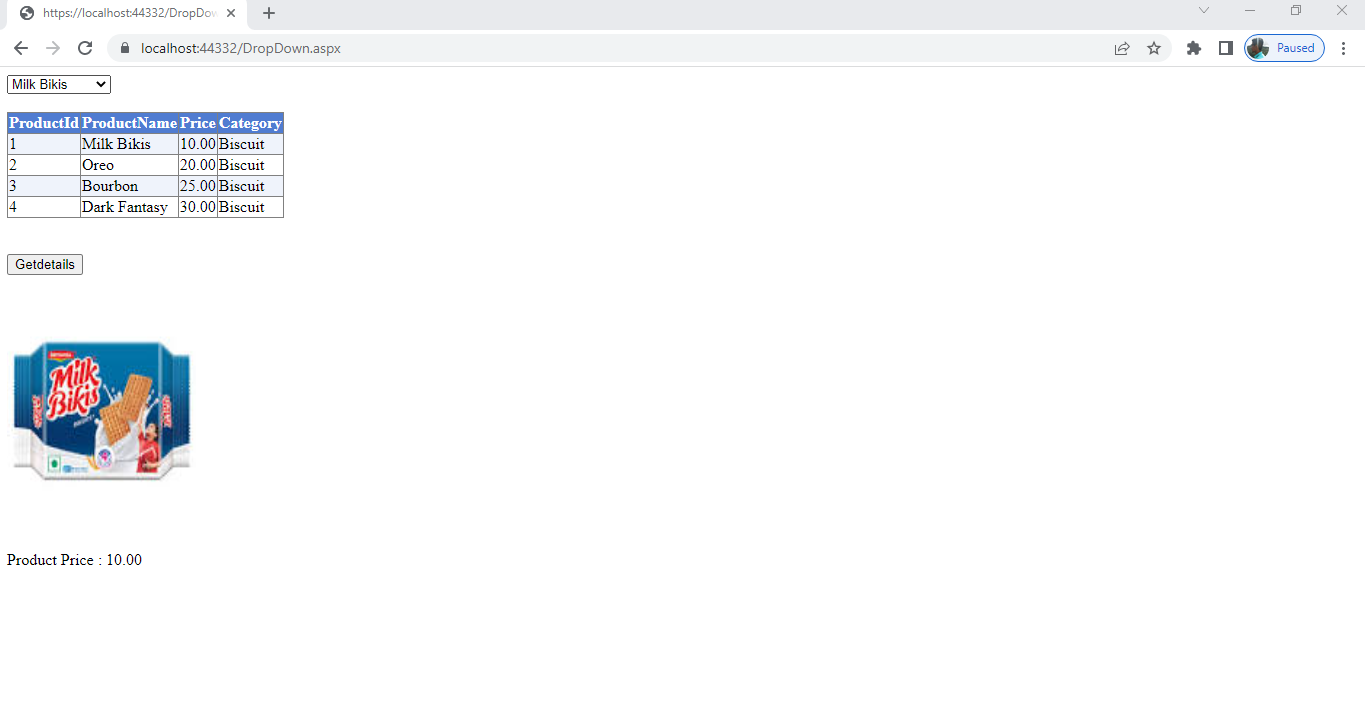 https://localhost:44332/DropDow
localhost:44332/DropDown.aspx
Paused
Milk Bikis
ProductId ProductName Price Category
1 Milk Bikis 10.00 Biscuit
2 Oreo 20.00 Biscuit
3 Bourbon 25.00 Biscuit
4 Dark Fantasy 30.00 Biscuit
Getdetails
Milk
Bikis
Product Price : 10.00